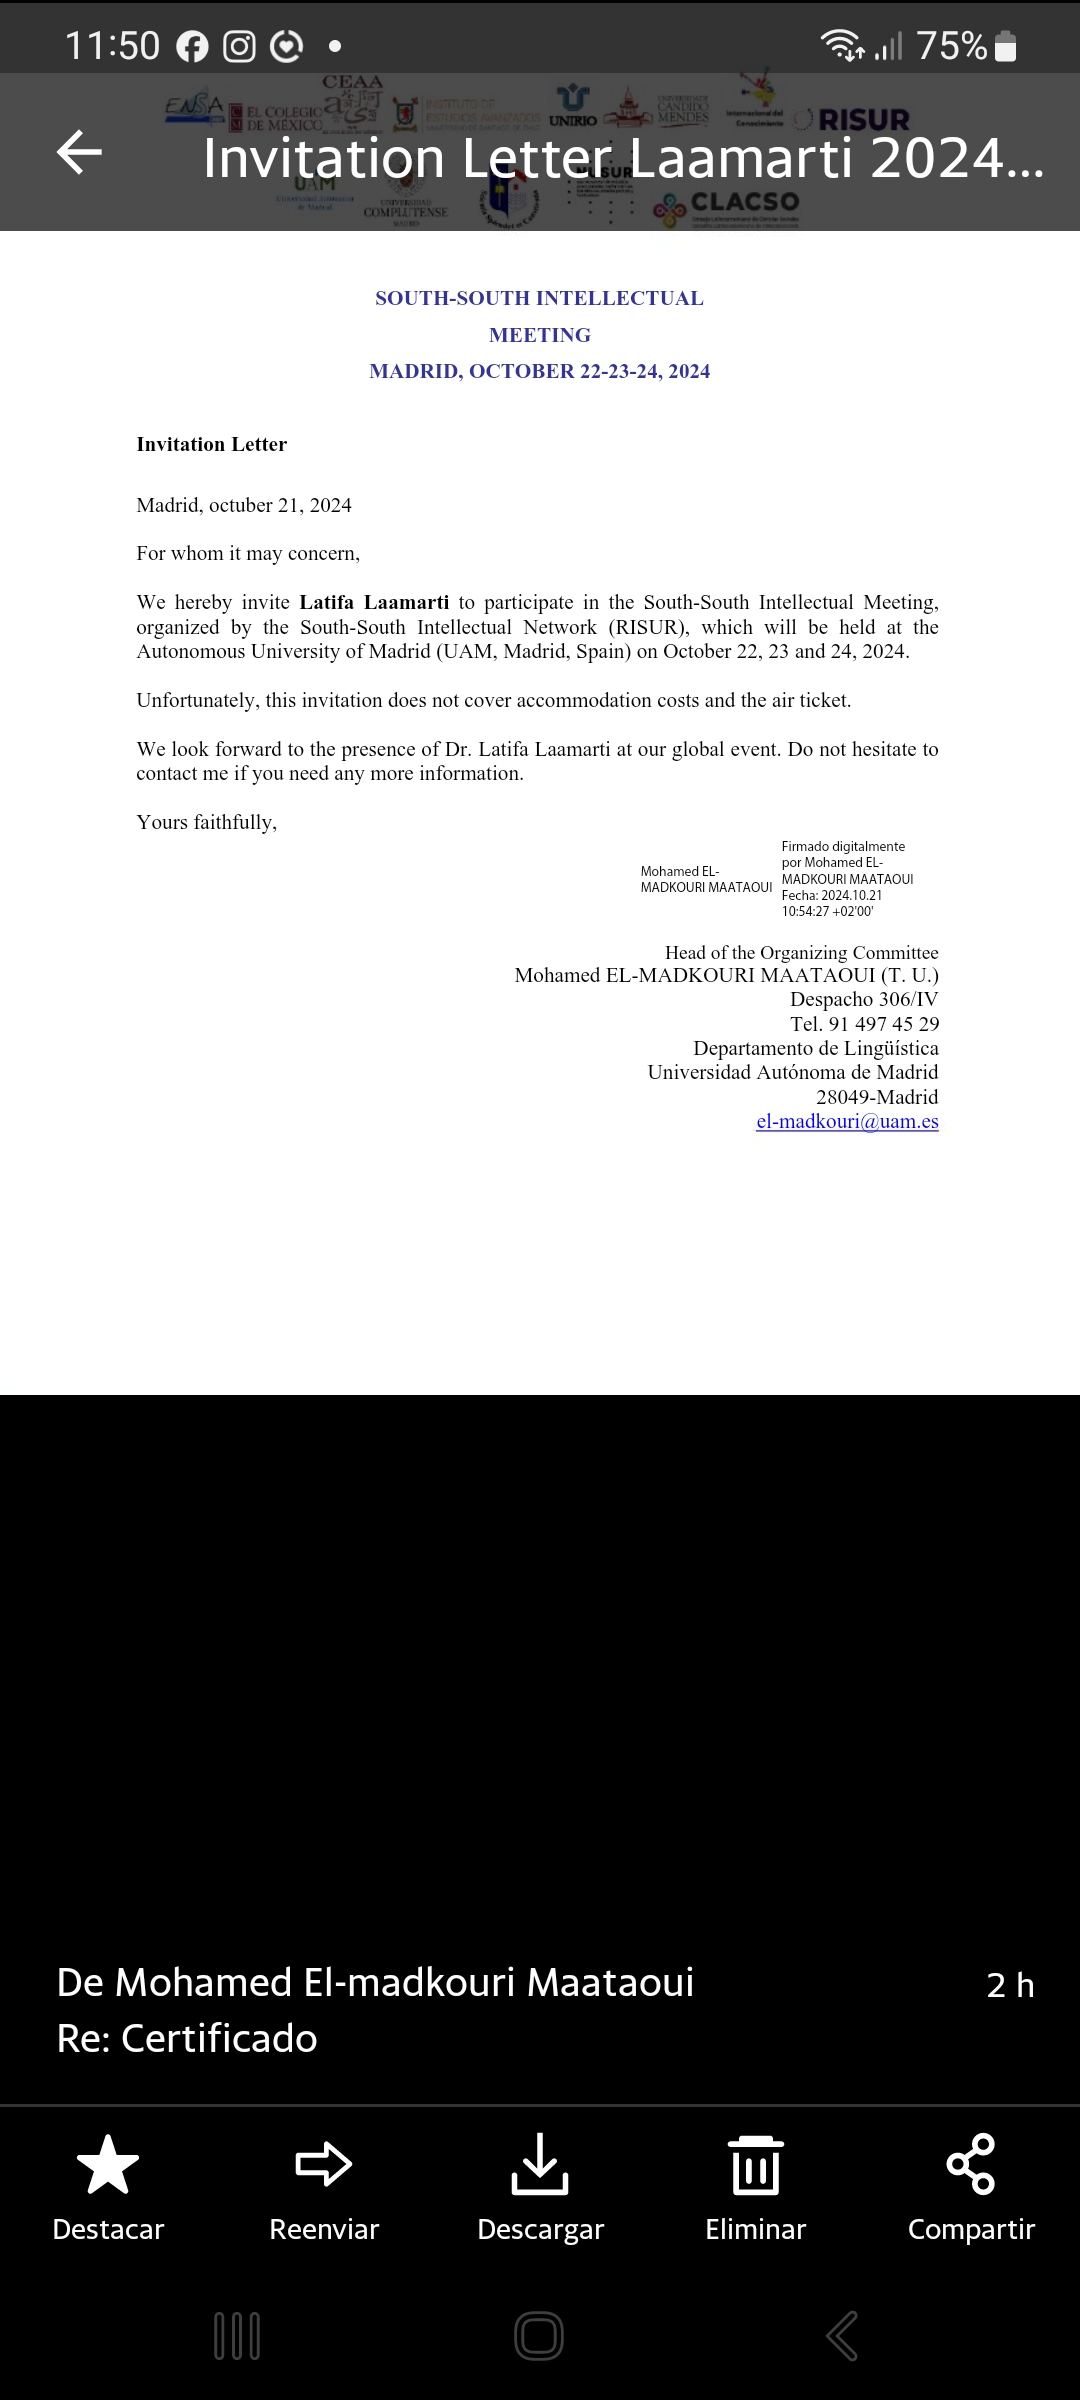 11:50
75%
CEAA
ENSA
EL COLEGIO
DE MÉXICO
INSTITUTO DE
ESTUDIOS AVANZADOS
UNIRIO
UNIVERSIDADE
CANDIDO
MENDES
Internacional del
Conocimiento
RISUR
Invitation Letter Laamarti 2024...
UAM
Universidad Autónoma
de Madrid
UNIVERSIDAD
COMPLUTENSE
MADRID
NUSUR
CLACSO
SOUTH-SOUTH INTELLECTUAL
MEETING
MADRID, OCTOBER 22-23-24, 2024
Invitation Letter
Madrid, octuber 21, 2024
For whom it may concern,
We hereby invite Latifa Laamarti to participate in the South-South Intellectual Meeting,
organized by the South-South Intellectual Network (RISUR), which will be held at the
Autonomous University of Madrid (UAM, Madrid, Spain) on October 22, 23 and 24, 2024.
Unfortunately, this invitation does not cover accommodation costs and the air ticket.
We look forward to the presence of Dr. Latifa Laamarti at our global event. Do not hesitate to
contact me if you need any more information.
Yours faithfully,
Mohamed EL-
MADKOURI MAATAOUI
Firmado digitalmente
por Mohamed EL-
MADKOURI MAATAOUI
Fecha: 2024.10.21
10:54:27 +02'00'
Head of the Organizing Committee
Mohamed EL-MADKOURI MAATAOUI (T. U.)
Despacho 306/IV
Tel. 91 497 45 29
Departamento de Lingüística
Universidad Autónoma de Madrid
28049-Madrid
el-madkouri@uam.es
De Mohamed El-madkouri Maataoui
2 h
Re: Certificado
Destacar
Reenviar
Descargar
Eliminar
Compartir